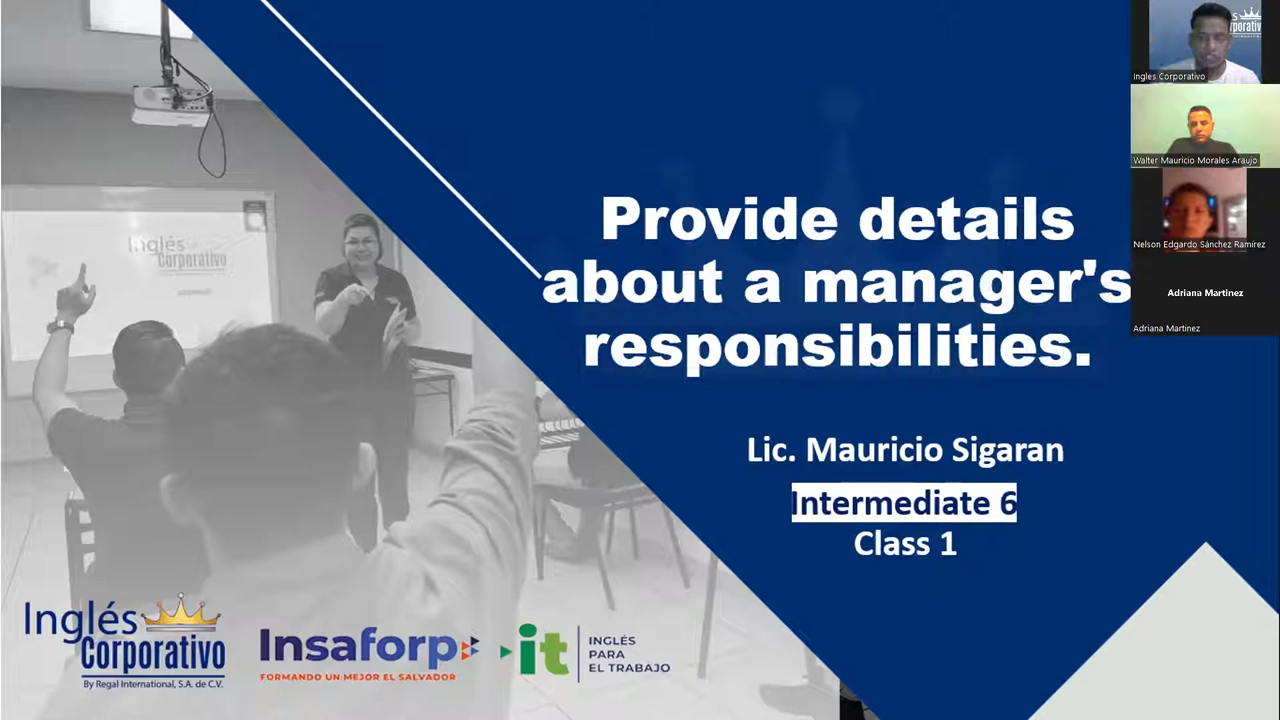 Provide details
about a manager's
responsibilities.
Lic. Mauricio Sigaran
Intermediate 6
Class 1
Inglés
Corporativo
By Regal International, S.A. de C.V.
Insaforp
FORMANDO UN MEJOR EL SALVADOR
it
INGLÉS
PARA
EL TRABAJO
Inglés
Corporativo
Ingles Corporativo
Walter Mauricio Morales Araujo
Nelson Edgardo Sánchez Ramírez
Adriana Martinez
Adriana Martinez